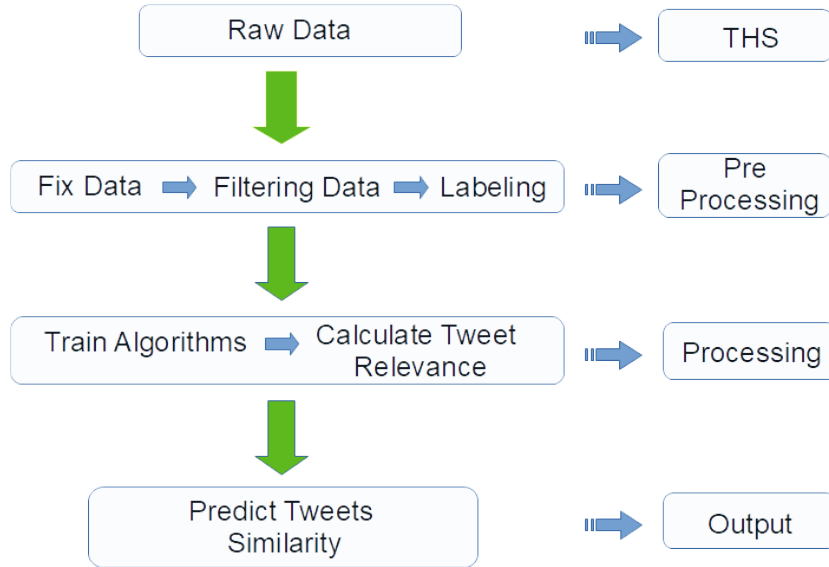 Raw Data
THS
Fix Data
Filtering Data
Labeling
Pre
Processing
Train Algorithms
Calculate Tweet
Relevance
Processing
Predict Tweets
Similarity
Output